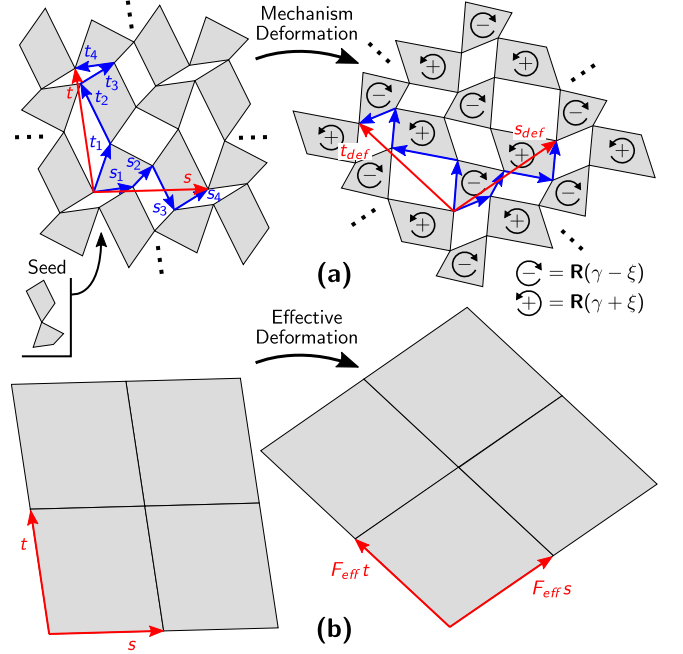 Mechanism
Deformation
t₄
t₃
t
t₂
t₁
s₂
s₁
s
s₄
s₃
Seed
−
+
+
−
−
+
−
s_def
+
+
t_def
−
−
−
+
+
−
(a)
− = R(γ − ξ)
+ = R(γ + ξ)
Effective
Deformation
t
s
F_eff t
F_eff s
(b)